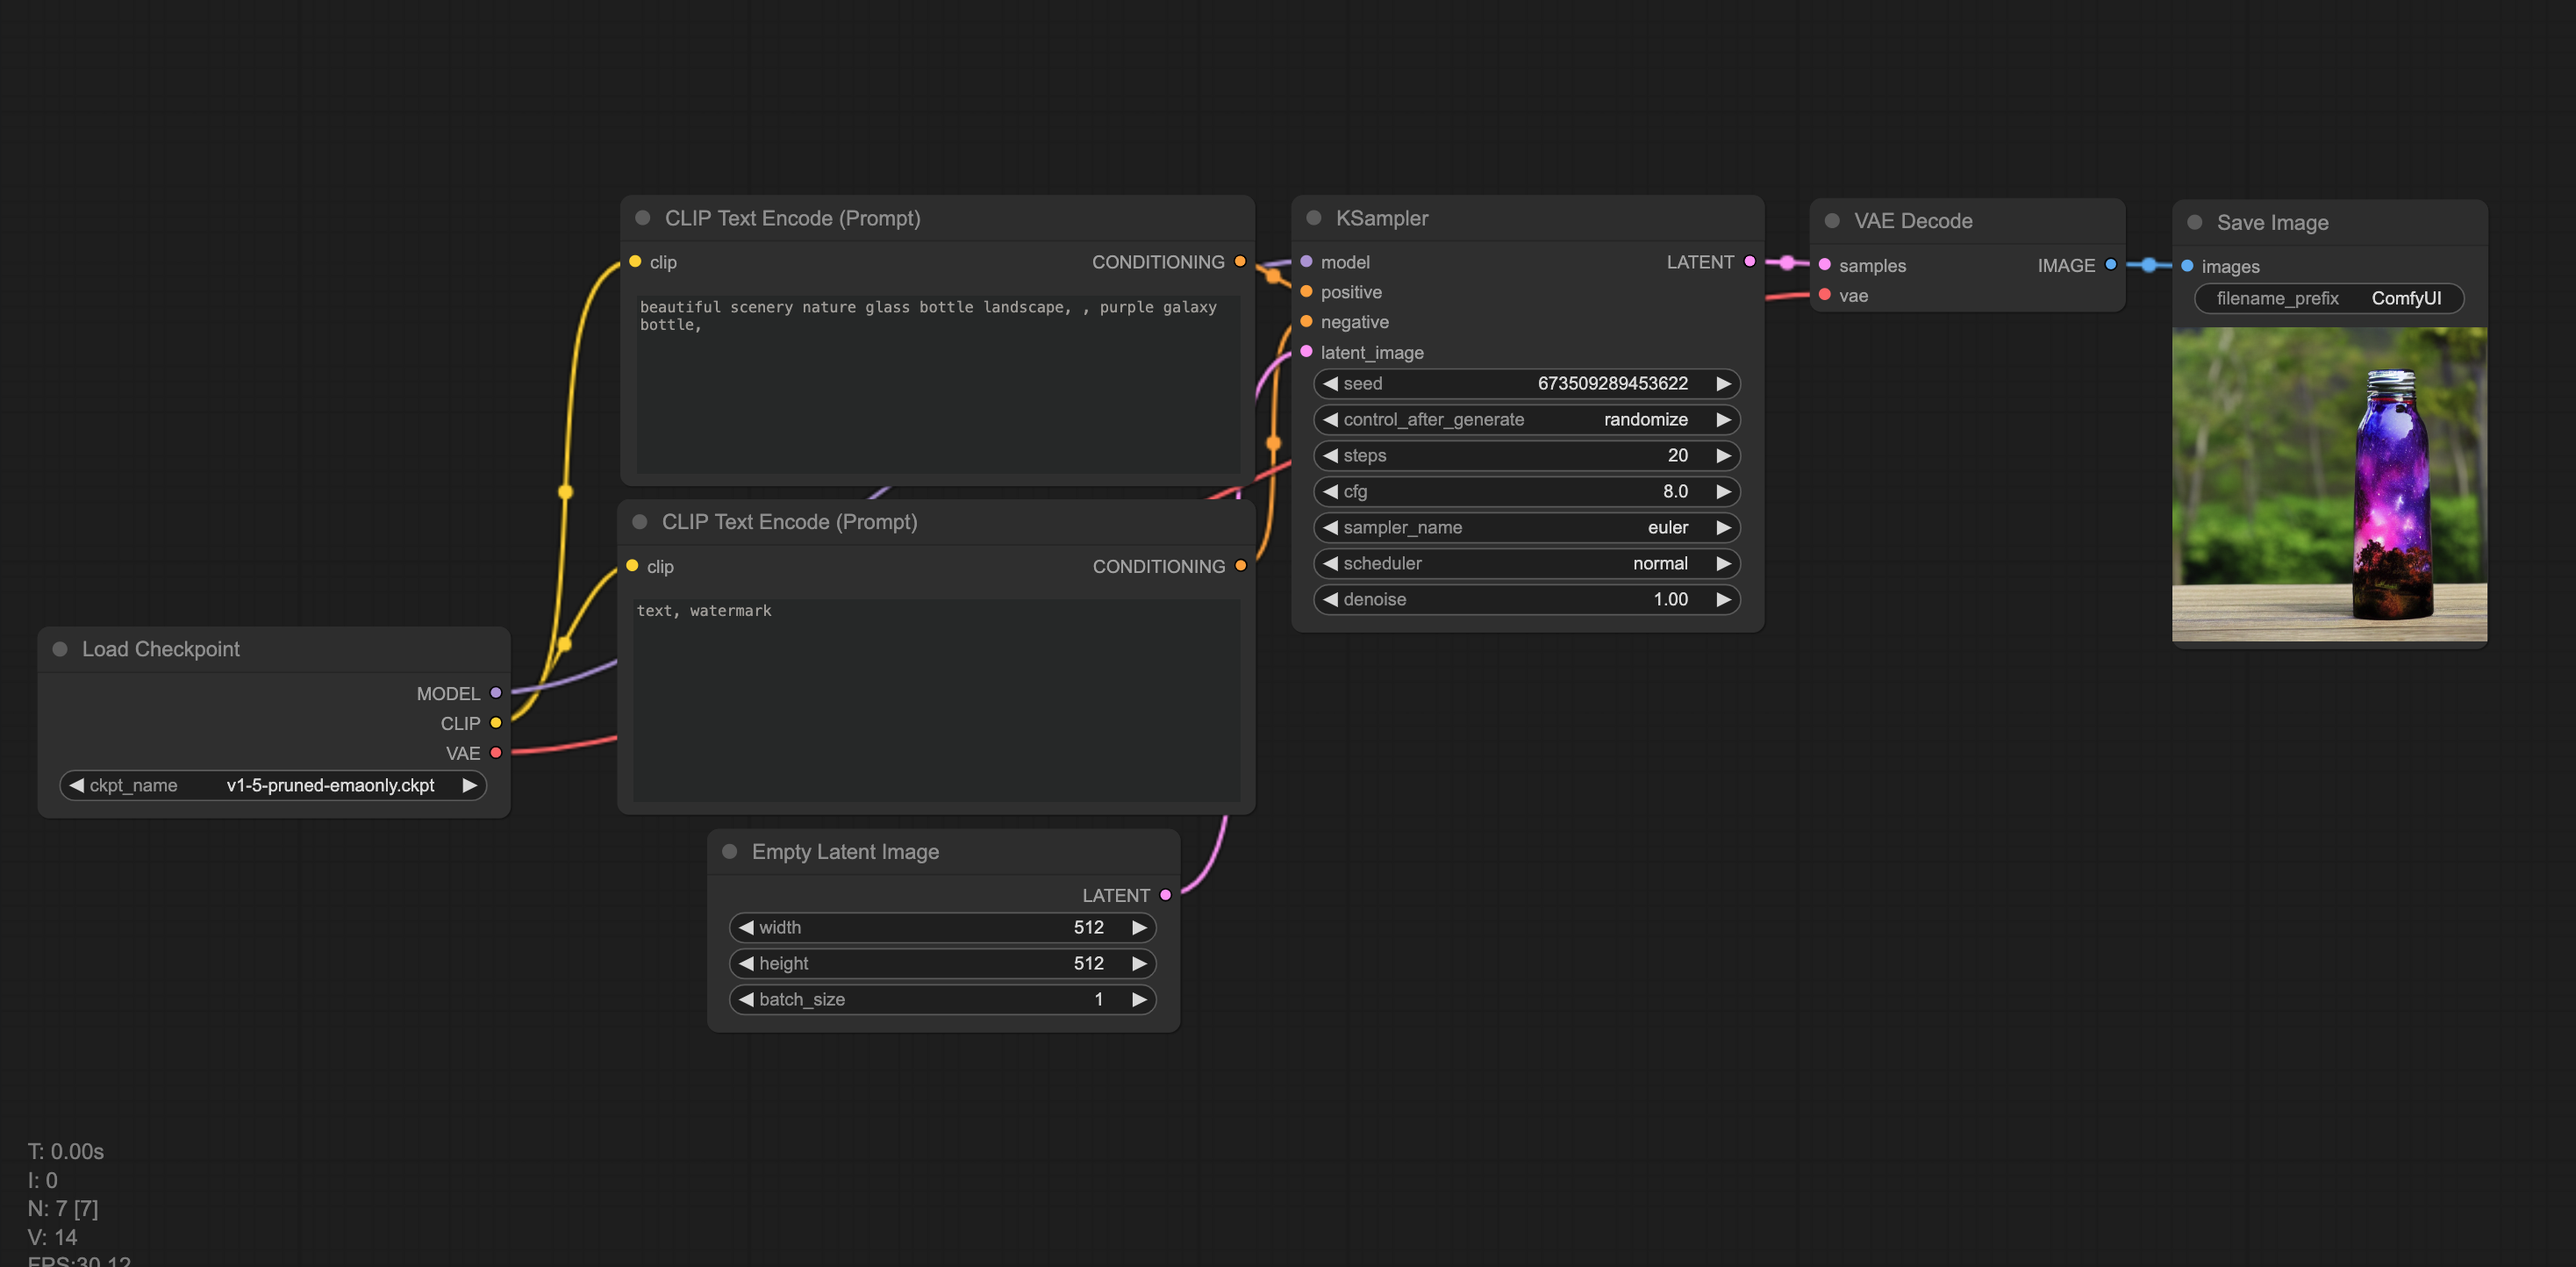 CLIP Text Encode (Prompt)
clip
CONDITIONING
beautiful scenery nature glass bottle landscape, , purple galaxy
bottle,
CLIP Text Encode (Prompt)
clip
CONDITIONING
text, watermark
Load Checkpoint
MODEL
CLIP
VAE
ckpt_name v1-5-pruned-emaonly.ckpt
Empty Latent Image
LATENT
width 512
height 512
batch_size 1
KSampler
model LATENT
positive
negative
latent_image
seed 673509289453622
control_after_generate randomize
steps 20
cfg 8.0
sampler_name euler
scheduler normal
denoise 1.00
VAE Decode
samples IMAGE
vae
Save Image
images
filename_prefix ComfyUI
T: 0.00s
I: 0
N: 7 [7]
V: 14
FPS:30.12